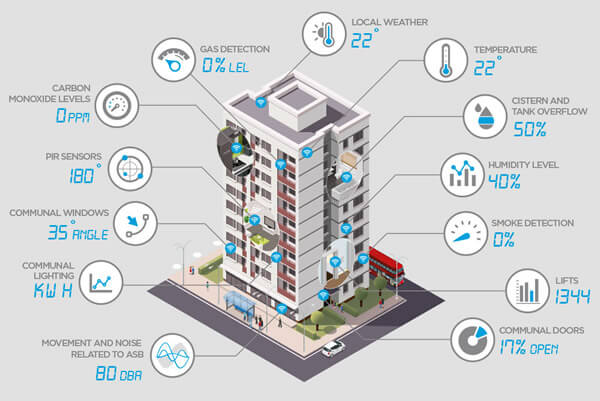 LOCAL WEATHER
22°
GAS DETECTION
0% LEL
TEMPERATURE
22°
CARBON
MONOXIDE LEVELS
0 PPM
CISTERN AND
TANK OVERFLOW
50%
PIR SENSORS
180°
HUMIDITY LEVEL
40%
COMMUNAL WINDOWS
35° ANGLE
SMOKE DETECTION
0%
COMMUNAL
LIGHTING
KW H
LIFTS
1344
MOVEMENT AND NOISE
RELATED TO ASB
80 DBA
COMMUNAL DOORS
17% OPEN